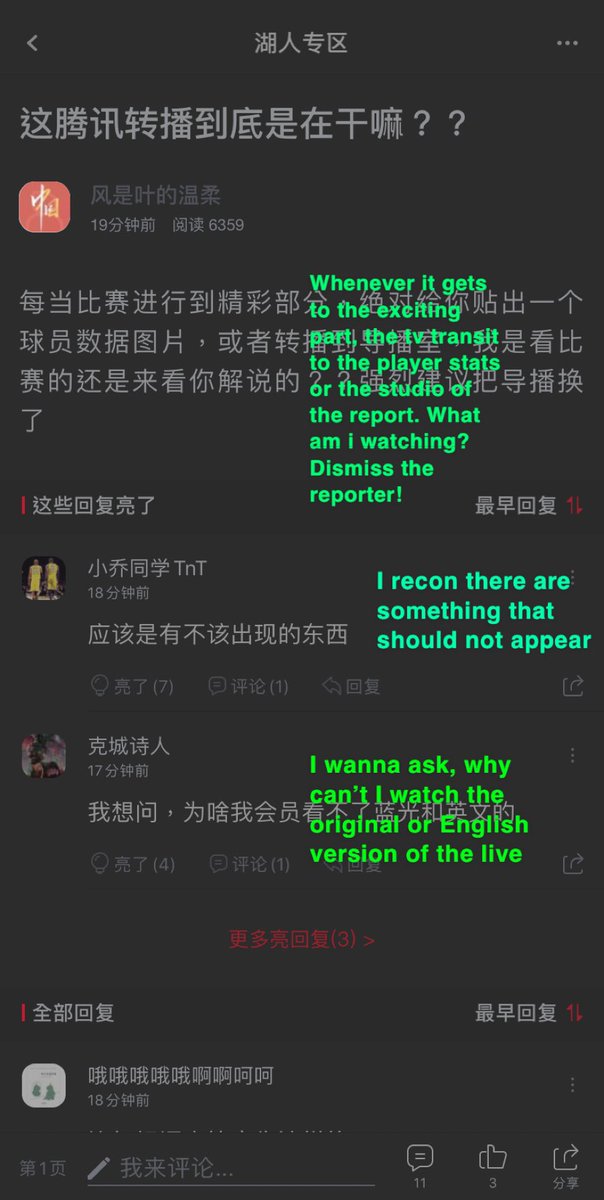 湖人专区
这腾讯转播到底是在干嘛？？
中国
风是叶的温柔
19分钟前 阅读 6359
每当比赛进行到精彩部分，绝对给你贴出一个
球员数据图片，或者转播到导播室，我是看比
赛的还是来看你解说的？？强烈建议把导播换
了
Whenever it gets
to the exciting
part, the tv transit
to the player stats
or the studio of
the report. What
am i watching?
Dismiss the
reporter!
这些回复亮了 最早回复
小乔同学TnT
18分钟前
应该是有不该出现的东西
I recon there are
something that
should not appear
亮了(7) 评论(1) 回复
克城诗人
17分钟前
我想问，为啥我会员看不了蓝光和英文的
I wanna ask, why
can't I watch the
original or English
version of the live
亮了(4) 评论(1) 回复
更多亮回复(3) >
全部回复 最早回复
哦哦哦哦哦啊啊呵呵
18分钟前
第1页 我来评论... 11 3 分享